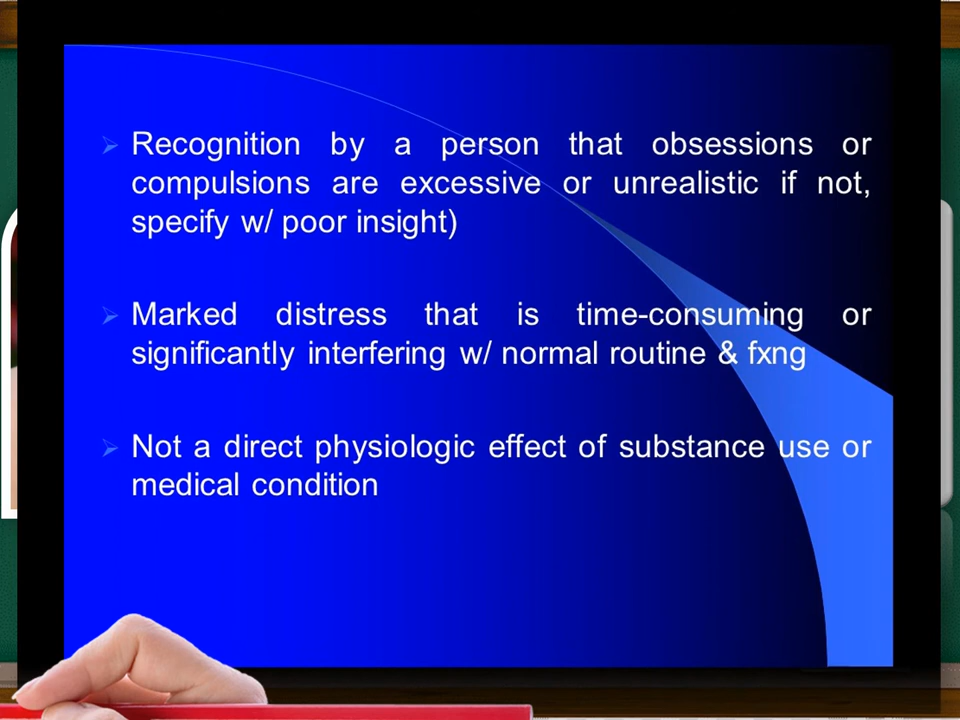 Recognition by a person that obsessions or
compulsions are excessive or unrealistic if not,
specify w/ poor insight)
Marked distress that is time-consuming or
significantly interfering w/ normal routine & fxng
Not a direct physiologic effect of substance use or
medical condition